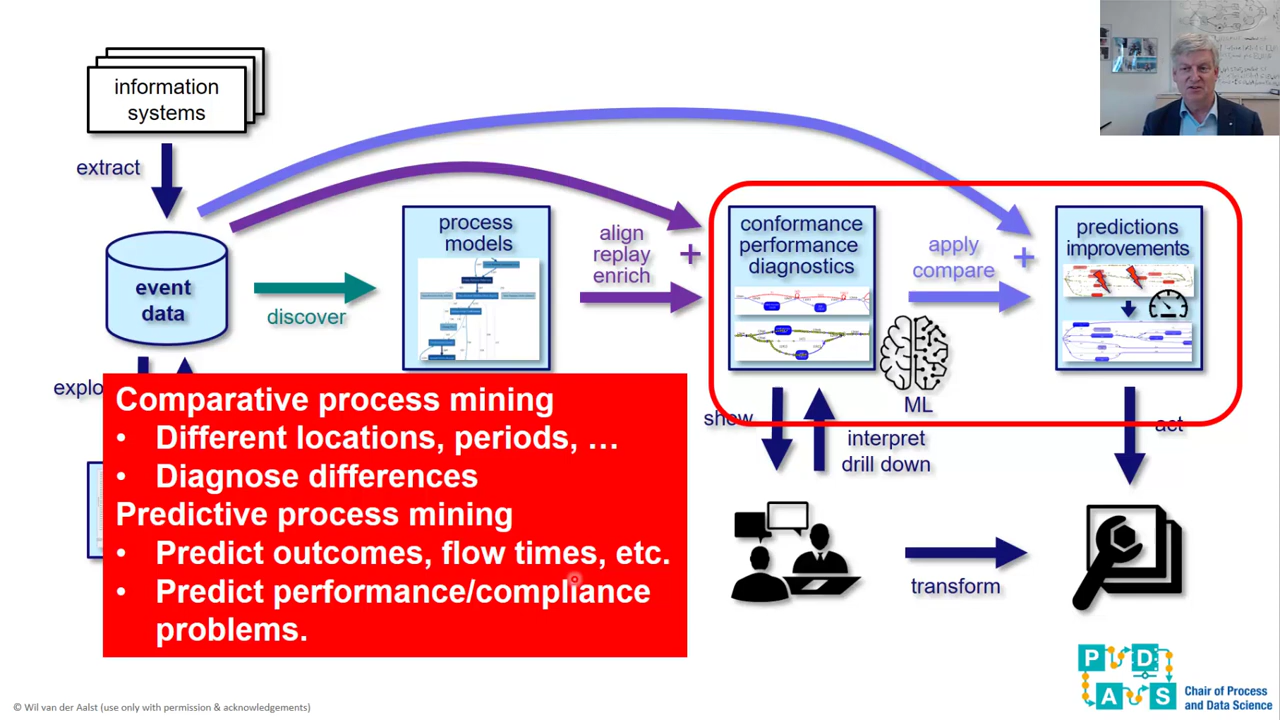 information
systems
extract
event
data
explo
discover
process
models
align
replay
enrich
+
conformance
performance
diagnostics
apply
compare
+
predictions
improvements
ML
show
interpret
drill down
act
transform
Comparative process mining
• Different locations, periods, …
• Diagnose differences
Predictive process mining
• Predict outcomes, flow times, etc.
• Predict performance/compliance
problems.
P D
A S
Chair of Process
and Data Science
© Wil van der Aalst (use only with permission & acknowledgements)